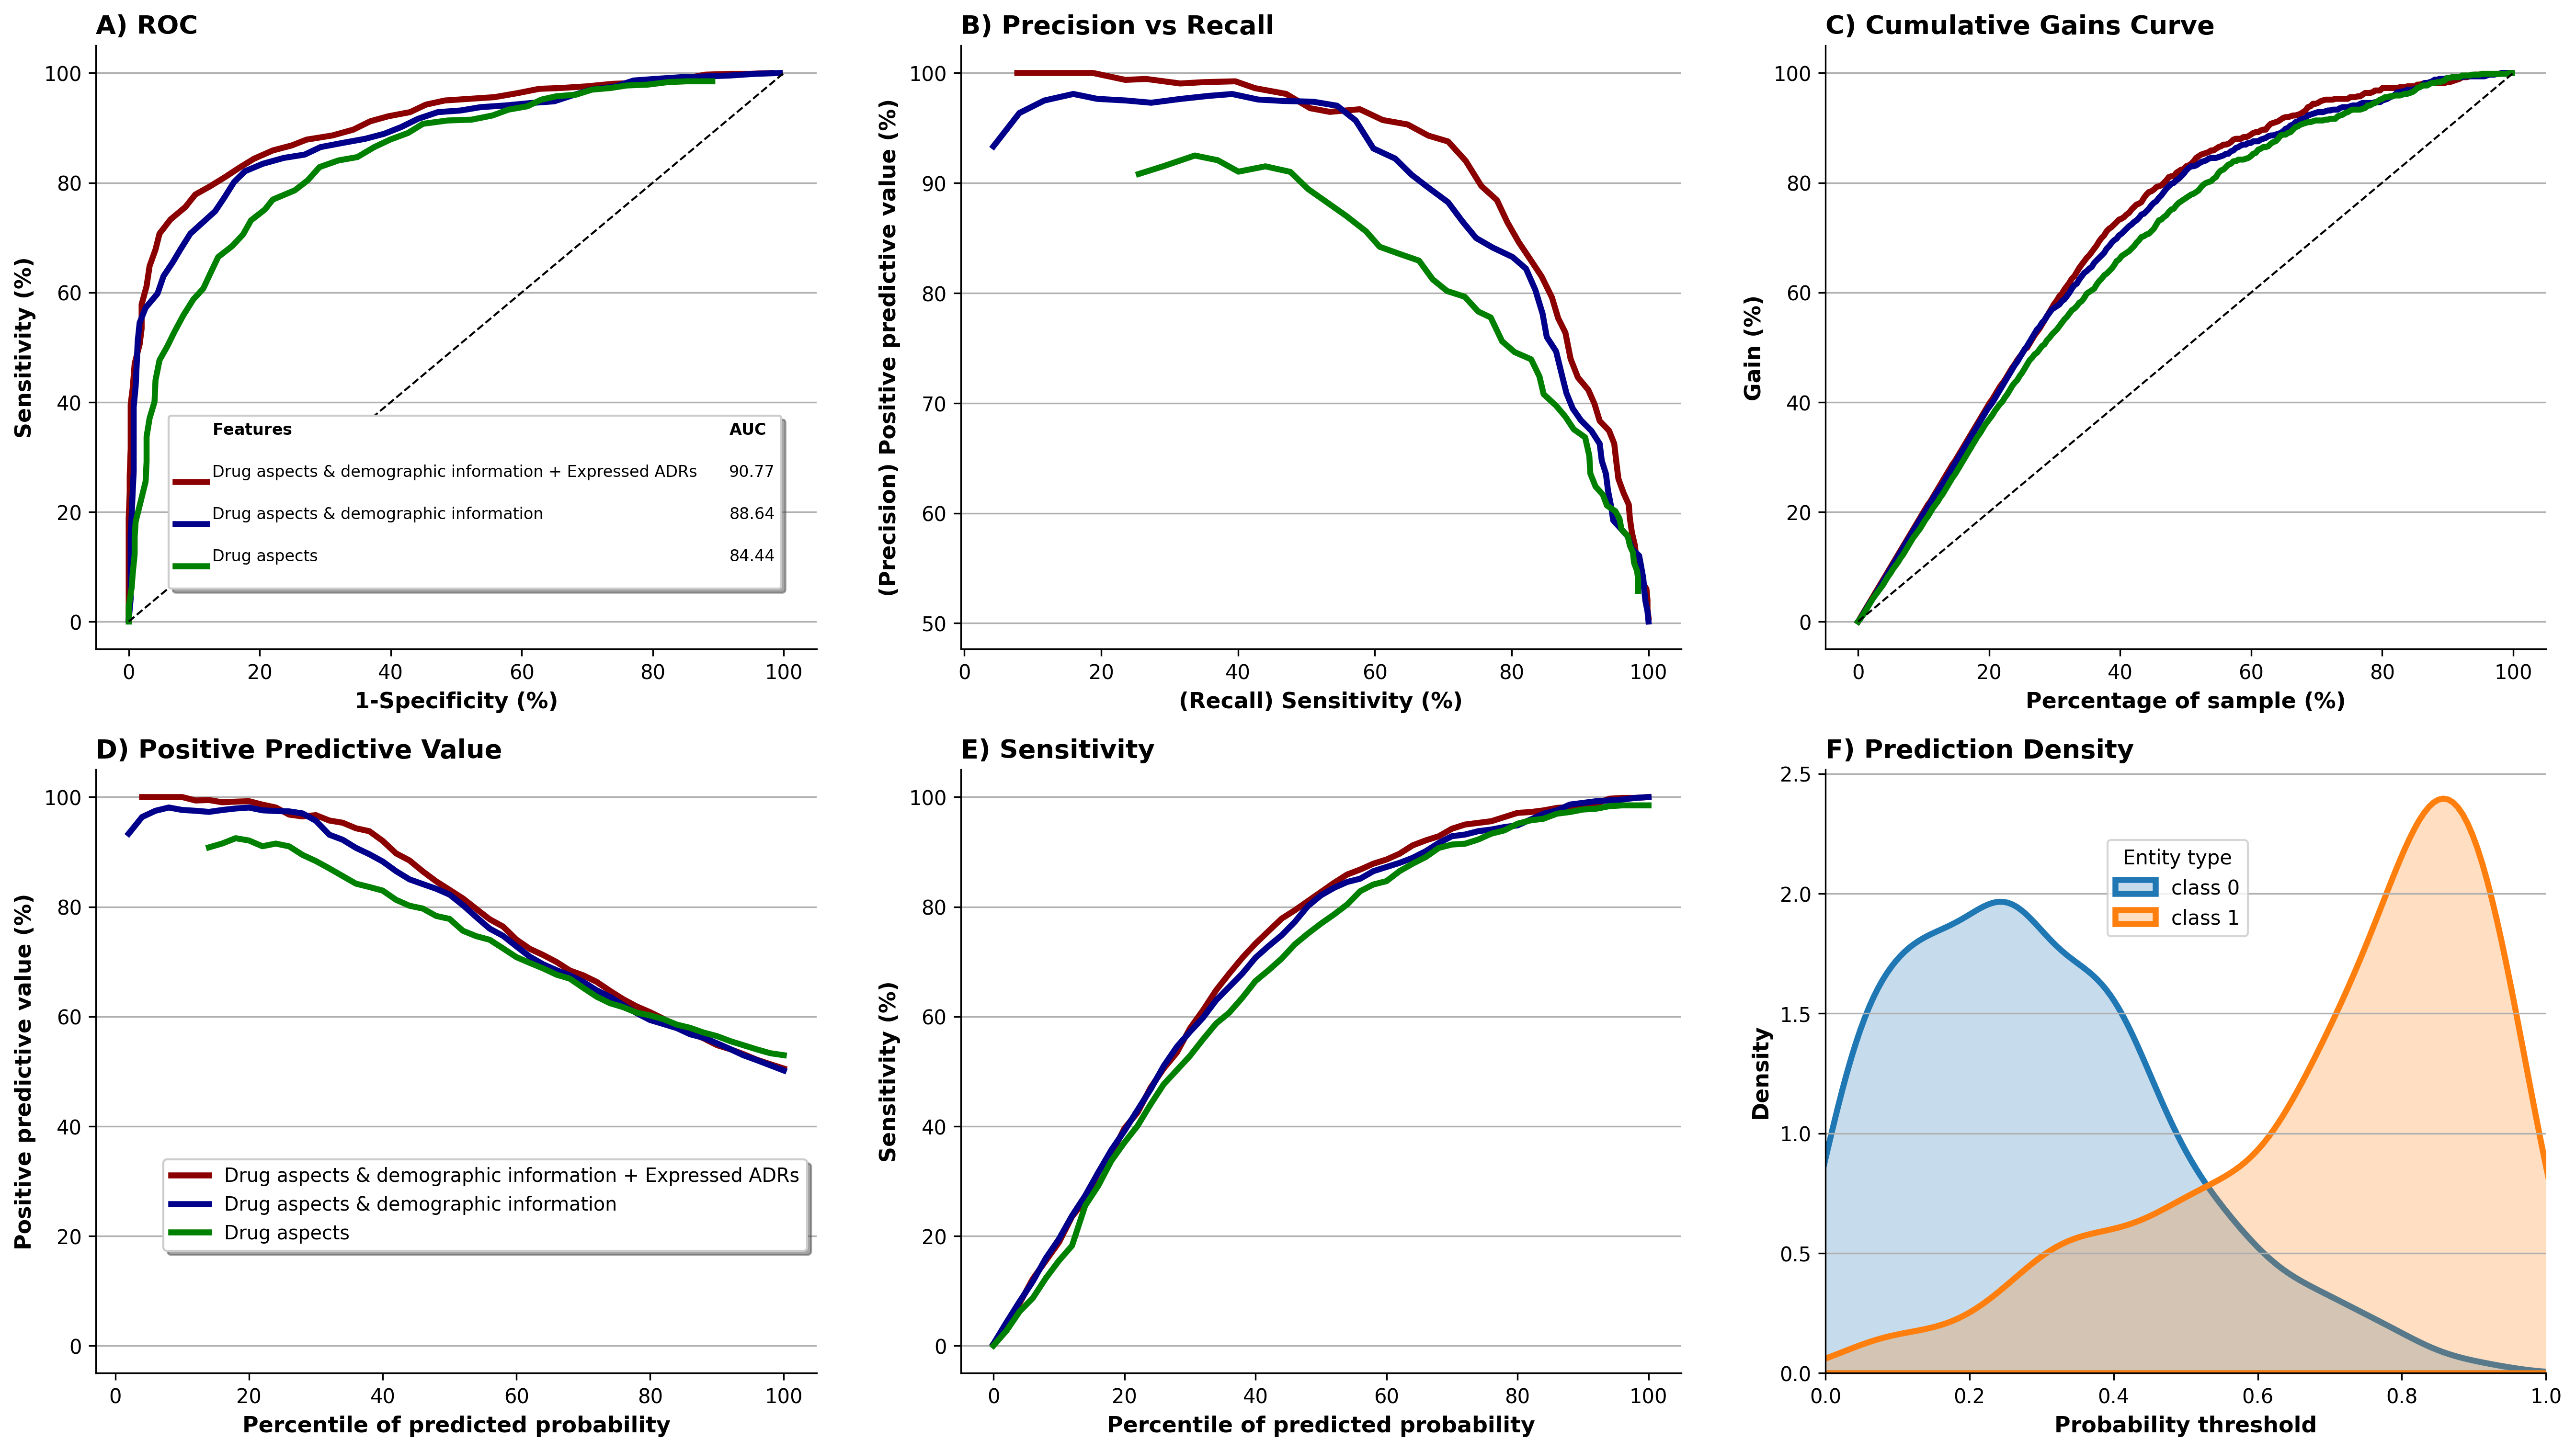 A) ROC
100
80
60
40
20
0
Sensitivity (%)
Features AUC
Drug aspects & demographic information + Expressed ADRs 90.77
Drug aspects & demographic information 88.64
Drug aspects 84.44
0 20 40 60 80 100
1-Specificity (%)
B) Precision vs Recall
100
90
80
70
60
50
(Precision) Positive predictive value (%)
0 20 40 60 80 100
(Recall) Sensitivity (%)
C) Cumulative Gains Curve
100
80
60
40
20
0
Gain (%)
0 20 40 60 80 100
Percentage of sample (%)
D) Positive Predictive Value
100
80
60
40
20
0
Positive predictive value (%)
Drug aspects & demographic information + Expressed ADRs
Drug aspects & demographic information
Drug aspects
0 20 40 60 80 100
Percentile of predicted probability
E) Sensitivity
100
80
60
40
20
0
Sensitivity (%)
0 20 40 60 80 100
Percentile of predicted probability
F) Prediction Density
2.5
2.0
1.5
1.0
0.5
0.0
Density
Entity type
class 0
class 1
0.0 0.2 0.4 0.6 0.8 1.0
Probability threshold